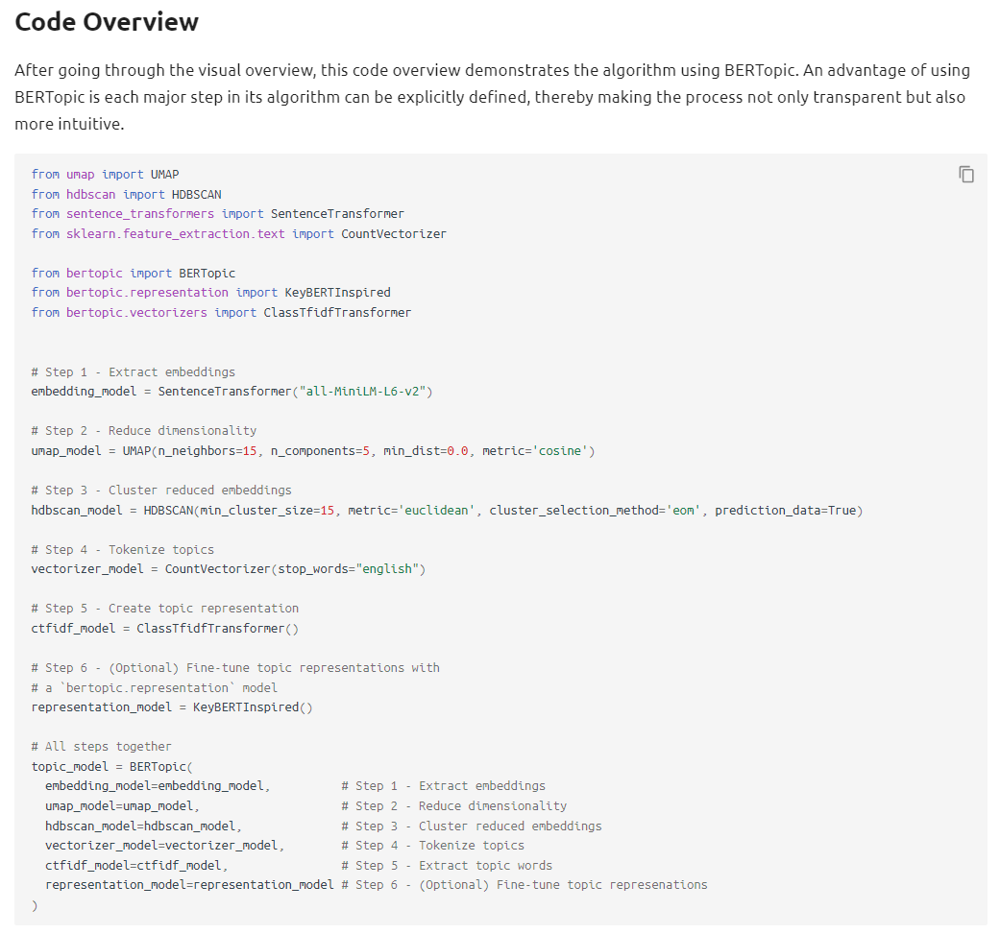 Code Overview
After going through the visual overview, this code overview demonstrates the algorithm using BERTopic. An advantage of using
BERTopic is each major step in its algorithm can be explicitly defined, thereby making the process not only transparent but also
more intuitive.
from umap import UMAP
from hdbscan import HDBSCAN
from sentence_transformers import SentenceTransformer
from sklearn.feature_extraction.text import CountVectorizer
from bertopic import BERTopic
from bertopic.representation import KeyBERTInspired
from bertopic.vectorizers import ClassTfidfTransformer
# Step 1 - Extract embeddings
embedding_model = SentenceTransformer("all-MiniLM-L6-v2")
# Step 2 - Reduce dimensionality
umap_model = UMAP(n_neighbors=15, n_components=5, min_dist=0.0, metric='cosine')
# Step 3 - Cluster reduced embeddings
hdbscan_model = HDBSCAN(min_cluster_size=15, metric='euclidean', cluster_selection_method='eom', prediction_data=True)
# Step 4 - Tokenize topics
vectorizer_model = CountVectorizer(stop_words="english")
# Step 5 - Create topic representation
ctfidf_model = ClassTfidfTransformer()
# Step 6 - (Optional) Fine-tune topic representations with
# a `bertopic.representation` model
representation_model = KeyBERTInspired()
# All steps together
topic_model = BERTopic(
  embedding_model=embedding_model,          # Step 1 - Extract embeddings
  umap_model=umap_model,                    # Step 2 - Reduce dimensionality
  hdbscan_model=hdbscan_model,              # Step 3 - Cluster reduced embeddings
  vectorizer_model=vectorizer_model,        # Step 4 - Tokenize topics
  ctfidf_model=ctfidf_model,                # Step 5 - Extract topic words
  representation_model=representation_model # Step 6 - (Optional) Fine-tune topic represenations
)